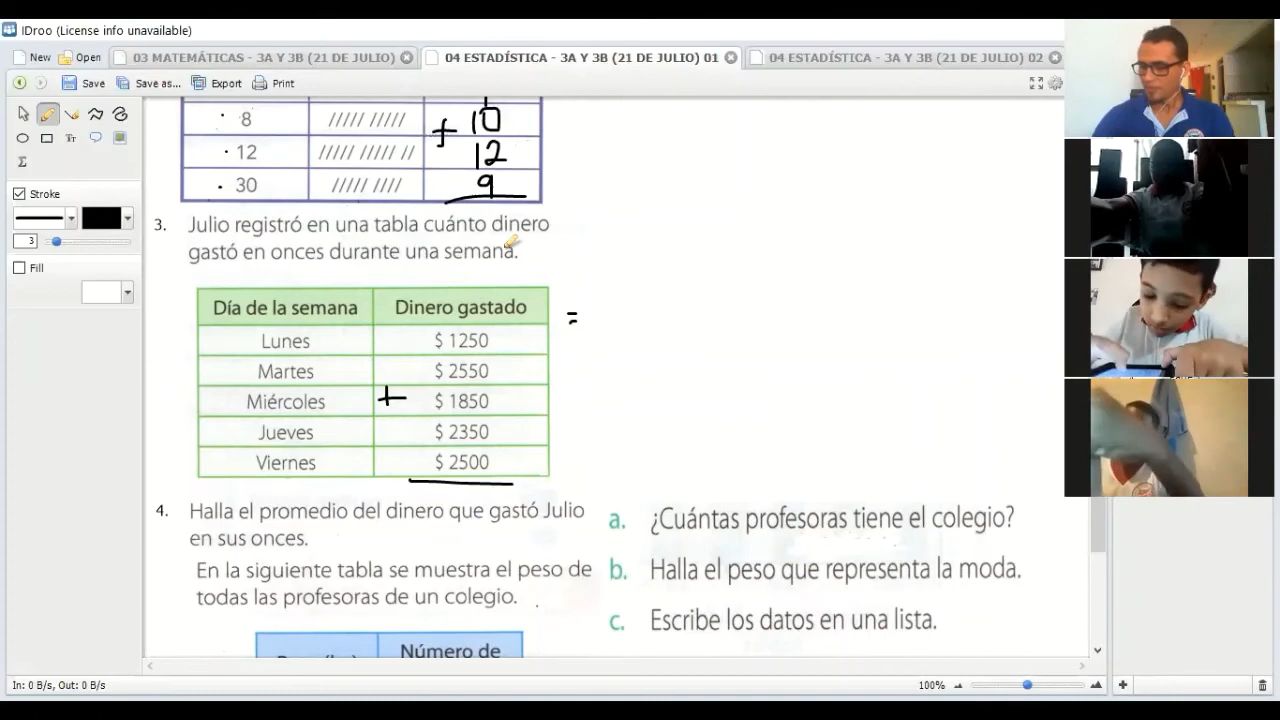 IDroo (License info unavailable)
New Open 03 MATEMÁTICAS - 3A Y 3B (21 DE JULIO) 04 ESTADÍSTICA - 3A Y 3B (21 DE JULIO) 01 04 ESTADÍSTICA - 3A Y 3B (21 DE JULIO) 02
Save Save as... Export Print
Tт
Σ
Stroke
3
Fill
· 8 ///// ///// + 10
· 12 ///// ///// // 12
· 30 ///// //// 9
3. Julio registró en una tabla cuánto dinero
gastó en onces durante una semana.
Día de la semana Dinero gastado =
Lunes $ 1250
Martes $ 2550
Miércoles + $ 1850
Jueves $ 2350
Viernes $ 2500
4. Halla el promedio del dinero que gastó Julio
en sus onces.
En la siguiente tabla se muestra el peso de
todas las profesoras de un colegio.
Número de
a. ¿Cuántas profesoras tiene el colegio?
b. Halla el peso que representa la moda.
c. Escribe los datos en una lista.
In: 0 B/s, Out: 0 B/s 100%